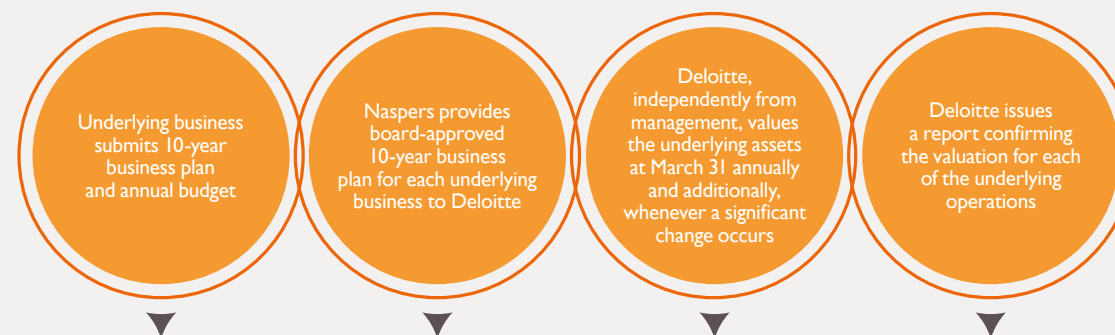 Underlying business
submits 10-year
business plan
and annual budget
Naspers provides
board-approved
10-year business
plan for each underlying
business to Deloitte
Deloitte,
independently from
management, values
the underlying assets
at March 31 annually
and additionally,
whenever a significant
change occurs
Deloitte issues
a report confirming
the valuation for each
of the underlying
operations